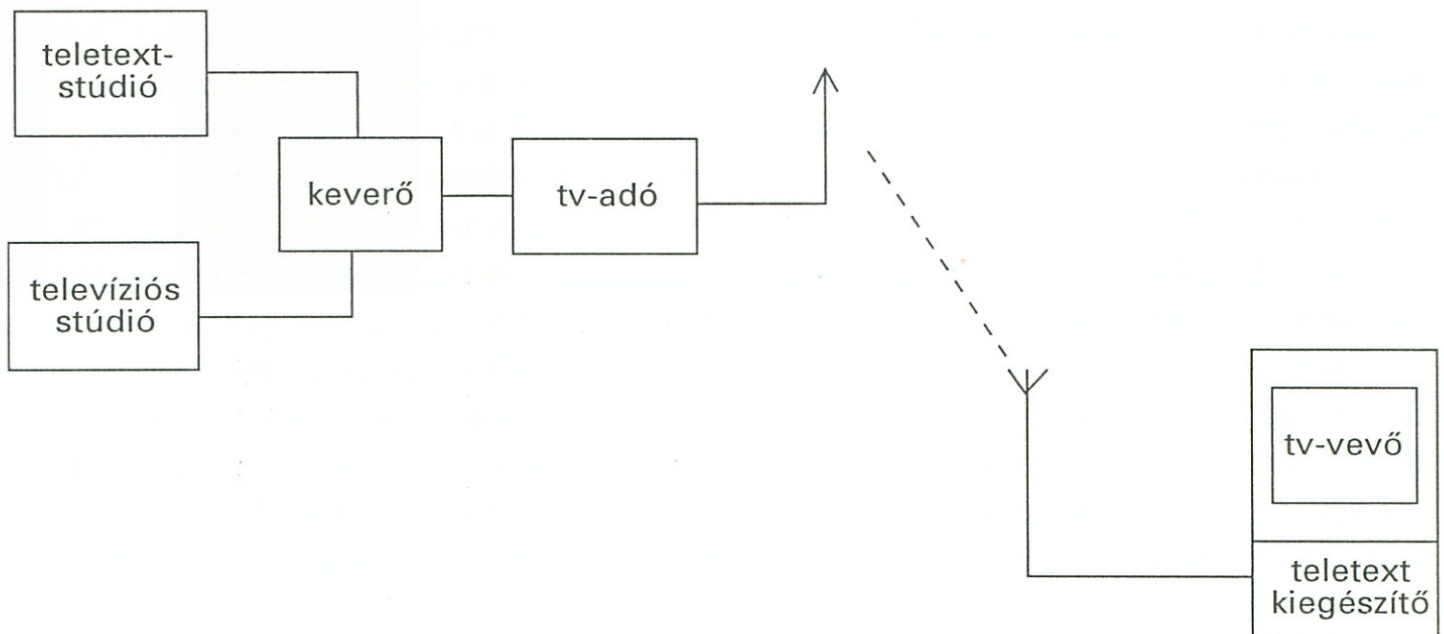 teletext-
stúdió
keverő
tv-adó
televíziós
stúdió
tv-vevő
teletext
kiegészítő